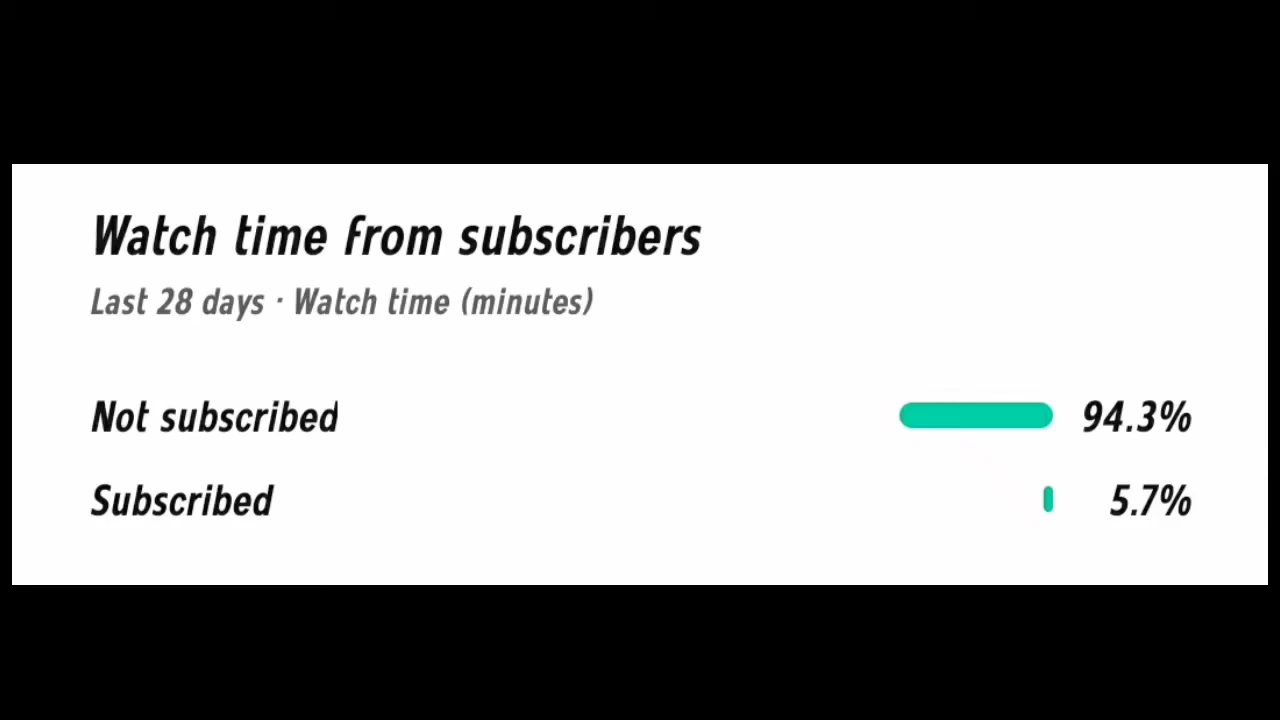 Watch time from subscribers
Last 28 days · Watch time (minutes)
Not subscribed 94.3%
Subscribed 5.7%